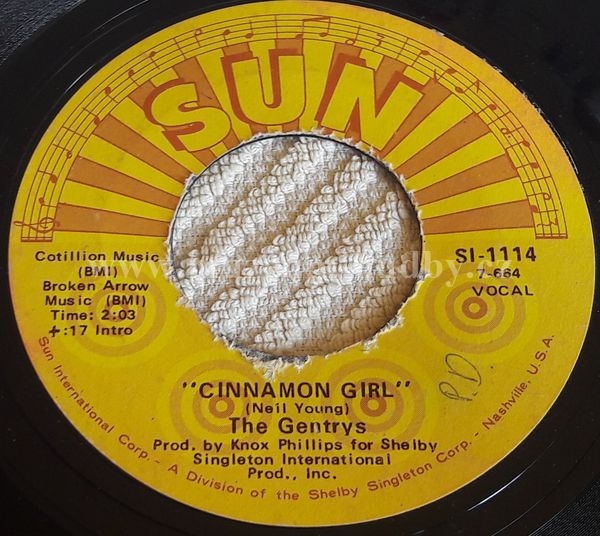 SUN
Cotillion Music
(BMI)
Broken Arrow
Music (BMI)
Time: 2:03
+:17 Intro
SI-1114
7-664
VOCAL
"CINNAMON GIRL"
(Neil Young)
The Gentrys
Prod. by Knox Phillips for Shelby
Singleton International
Prod., Inc.
Sun International Corp. - A Division of the Shelby Singleton Corp. - Nashville, U.S.A.